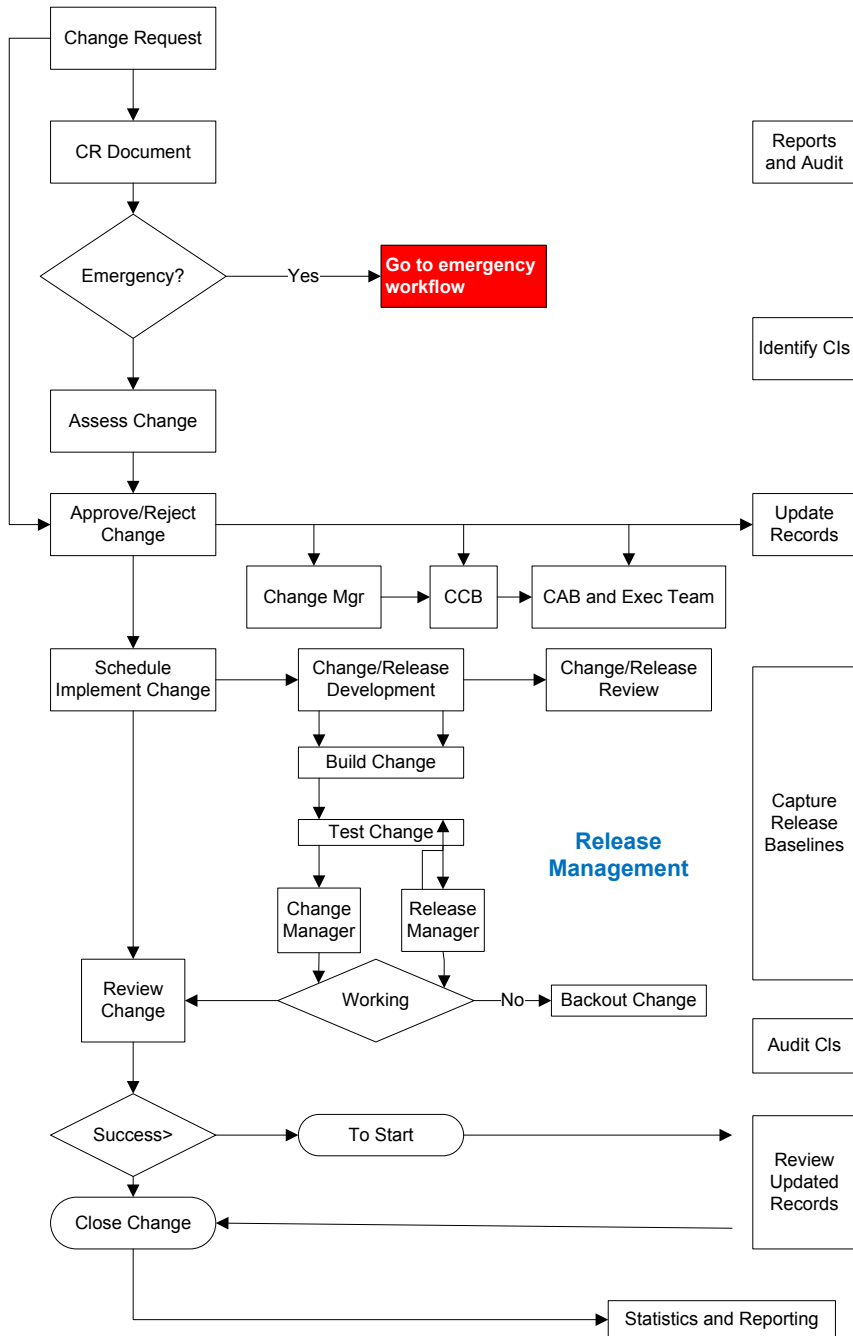 Change Request
CR Document
Reports
and Audit
Emergency?
Yes
Go to emergency
workflow
Identify CIs
Assess Change
Approve/Reject
Change
Update
Records
Change Mgr
CCB
CAB and Exec Team
Schedule
Implement Change
Change/Release
Development
Change/Release
Review
Build Change
Test Change
Capture
Release
Baselines
Release
Management
Change
Manager
Release
Manager
Review
Change
Working
No
Backout Change
Audit CIs
Success>
To Start
Review
Updated
Records
Close Change
Statistics and Reporting